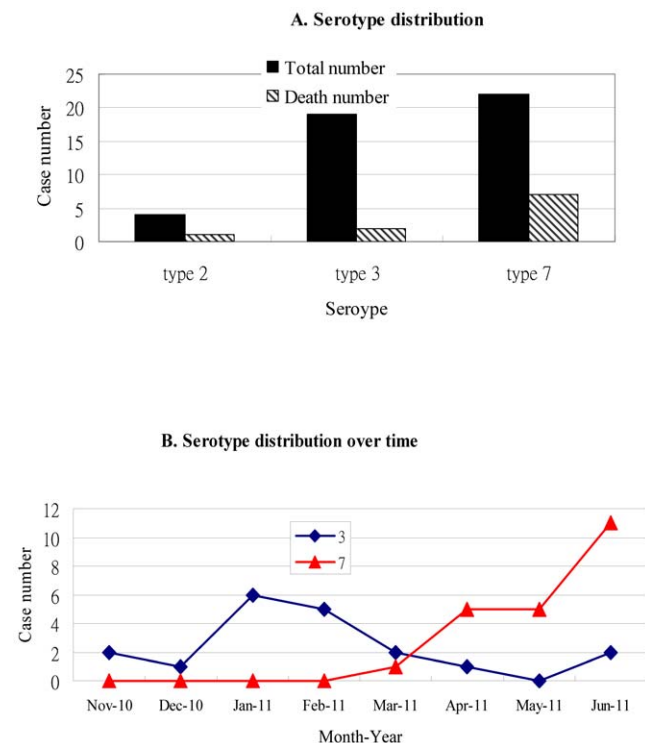 A. Serotype distribution
Total number
Death number
25
20
15
10
5
0
Case number
type 2 type 3 type 7
Seroype
B. Serotype distribution over time
12
10
8
6
4
2
0
Case number
3
7
Nov-10 Dec-10 Jan-11 Feb-11 Mar-11 Apr-11 May-11 Jun-11
Month-Year